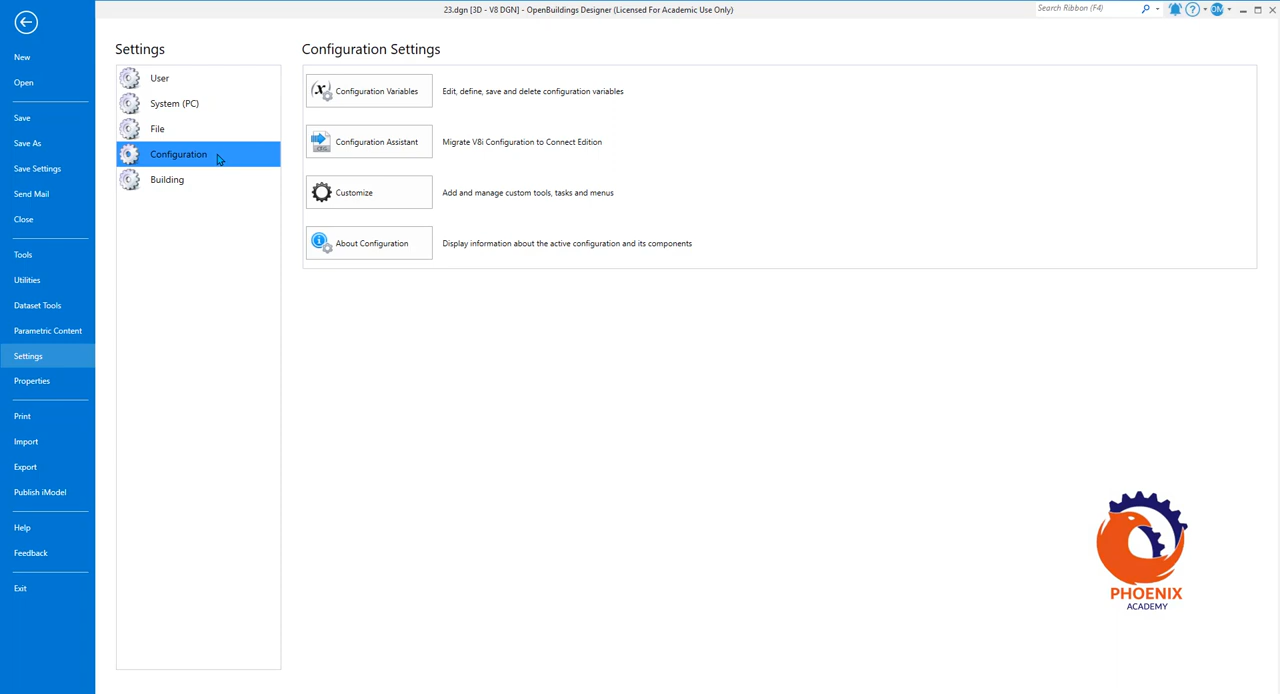 23.dgn [3D - V8 DGN] - OpenBuildings Designer (Licensed For Academic Use Only)
Search Ribbon (F4)
DM
New
Open
Save
Save As
Save Settings
Send Mail
Close
Tools
Utilities
Dataset Tools
Parametric Content
Settings
Properties
Print
Import
Export
Publish iModel
Help
Feedback
Exit
Settings
User
System (PC)
File
Configuration
Building
Configuration Settings
Configuration Variables Edit, define, save and delete configuration variables
Configuration Assistant Migrate V8i Configuration to Connect Edition
Customize Add and manage custom tools, tasks and menus
About Configuration Display information about the active configuration and its components
PHOENIX
ACADEMY